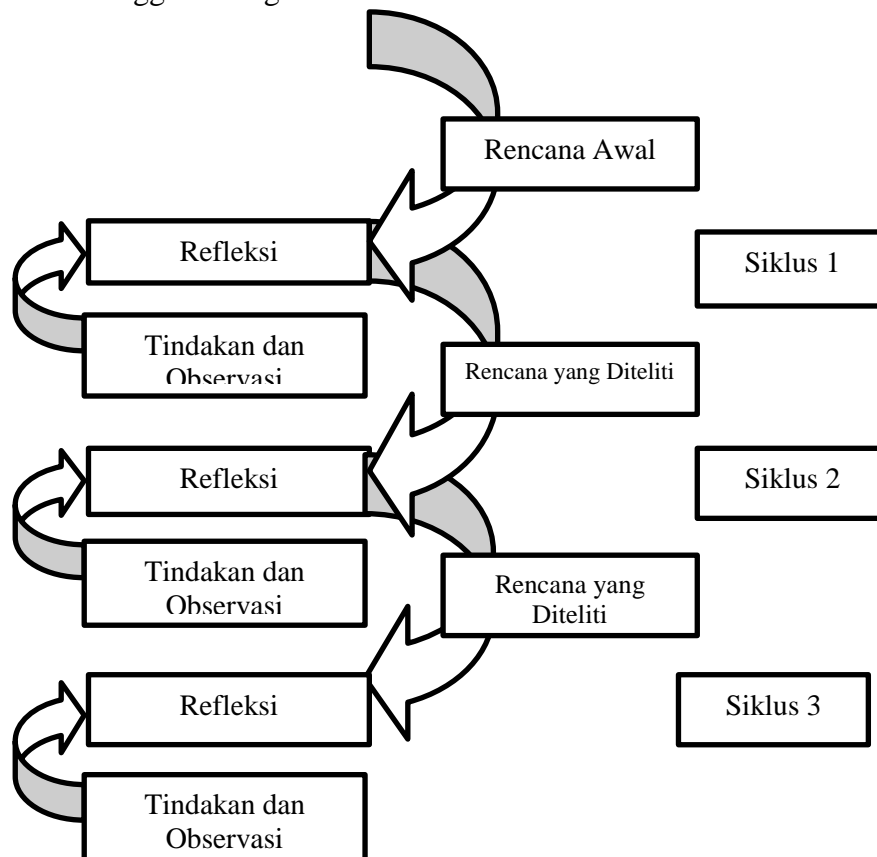 Rencana Awal
Refleksi
Siklus 1
Tindakan dan
Observasi
Rencana yang Diteliti
Refleksi
Siklus 2
Tindakan dan
Observasi
Rencana yang
Diteliti
Refleksi
Siklus 3
Tindakan dan
Observasi